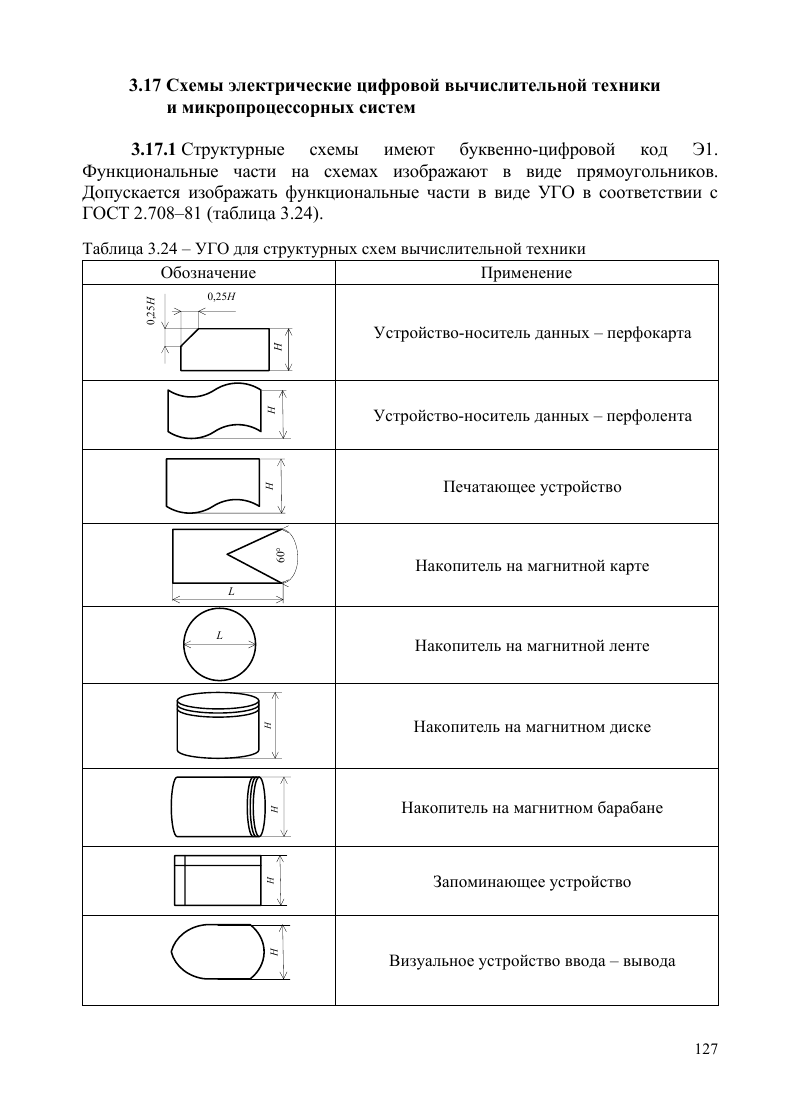 3.17 Схемы электрические цифровой вычислительной техники
и микропроцессорных систем
3.17.1 Структурные схемы имеют буквенно-цифровой код Э1.
Функциональные части на схемах изображают в виде прямоугольников.
Допускается изображать функциональные части в виде УГО в соответствии с
ГОСТ 2.708–81 (таблица 3.24).
Таблица 3.24 – УГО для структурных схем вычислительной техники
Обозначение Применение
0,25H
0,25H
H
Устройство-носитель данных – перфокарта
H
Устройство-носитель данных – перфолента
H
Печатающее устройство
60°
L
Накопитель на магнитной карте
L
Накопитель на магнитной ленте
H
Накопитель на магнитном диске
H
Накопитель на магнитном барабане
H
Запоминающее устройство
H
Визуальное устройство ввода – вывода
127